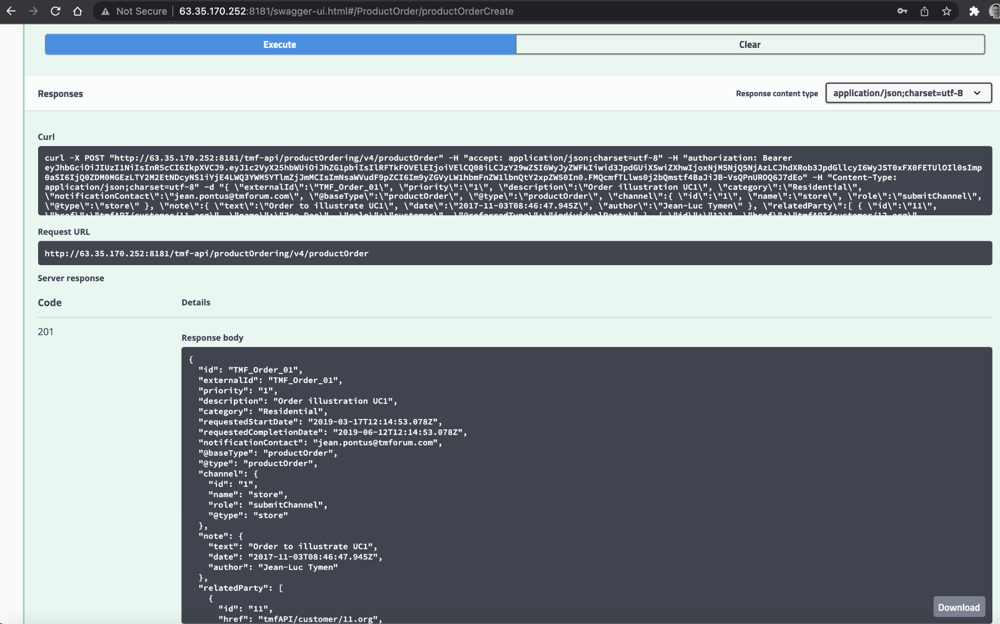 Not Secure | 63.35.170.252:8181/swagger-ui.html#/ProductOrder/productOrderCreate
Execute
Clear
Responses
Response content type
application/json;charset=utf-8
Curl
curl -X POST "http://63.35.170.252:8181/tmf-api/productOrdering/v4/productOrder" -H "accept: application/json;charset=utf-8" -H "authorization: Bearer
application/json;charset=utf-8" -d "{ \"externalId\":\"TMF_Order_01\", \"priority\":\"1\", \"description\":\"Order illustration UC1\", \"category\":\"Residential\",
\"notificationContact\":\"jean.pontus@tmforum.com\", \"@baseType\":\"productOrder\", \"@type\":\"productOrder\", \"channel\":{ \"id\":\"1\", \"name\":\"store\", \"role\":\"submitChannel\",
\"@type\":\"store\" }, \"note\":{ \"text\":\"Order to illustrate UC1\", \"date\":\"2017-11-03T08:46:47.945Z\", \"author\":\"Jean-Luc Tymen\" }, \"relatedParty\":[ { \"id\":\"11\",
Request URL
http://63.35.170.252:8181/tmf-api/productOrdering/v4/productOrder
Server response
Code
Details
201
Response body
{
"id": "TMF_Order_01",
"externalId": "TMF_Order_01",
"priority": "1",
"description": "Order illustration UC1",
"category": "Residential",
"requestedStartDate": "2019-03-17T12:14:53.078Z",
"requestedCompletionDate": "2019-06-12T12:14:53.078Z",
"notificationContact": "jean.pontus@tmforum.com",
"@baseType": "productOrder",
"@type": "productOrder",
"channel": {
"id": "1",
"name": "store",
"role": "submitChannel",
"@type": "store"
},
"note": {
"text": "Order to illustrate UC1",
"date": "2017-11-03T08:46:47.945Z",
"author": "Jean-Luc Tymen"
},
"relatedParty": [
{
"id": "11",
"href": "tmfAPI/customer/11.org",
Download